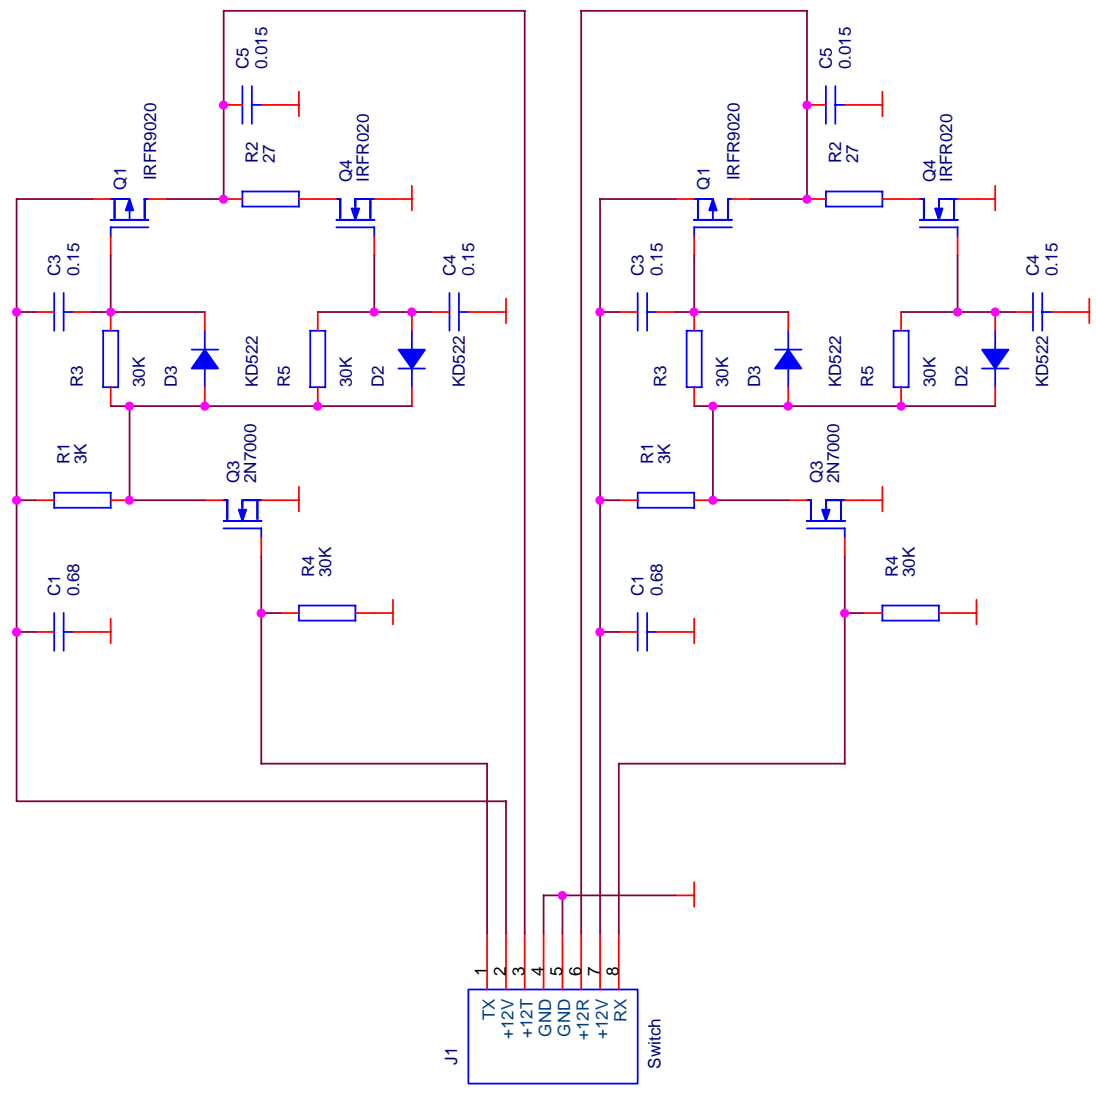 C5
0.015
Q1
IRFR9020
R2
27
Q4
IRFR020
C3
0.15
C4
0.15
R3
30K
D3
KD522
R5
30K
D2
KD522
R1
3K
Q3
2N7000
C1
0.68
R4
30K
C5
0.015
Q1
IRFR9020
R2
27
Q4
IRFR020
C3
0.15
C4
0.15
R3
30K
D3
KD522
R5
30K
D2
KD522
R1
3K
Q3
2N7000
C1
0.68
R4
30K
1
2
3
4
5
6
7
8
TX
+12V
+12T
GND
GND
+12R
+12V
RX
J1
Switch